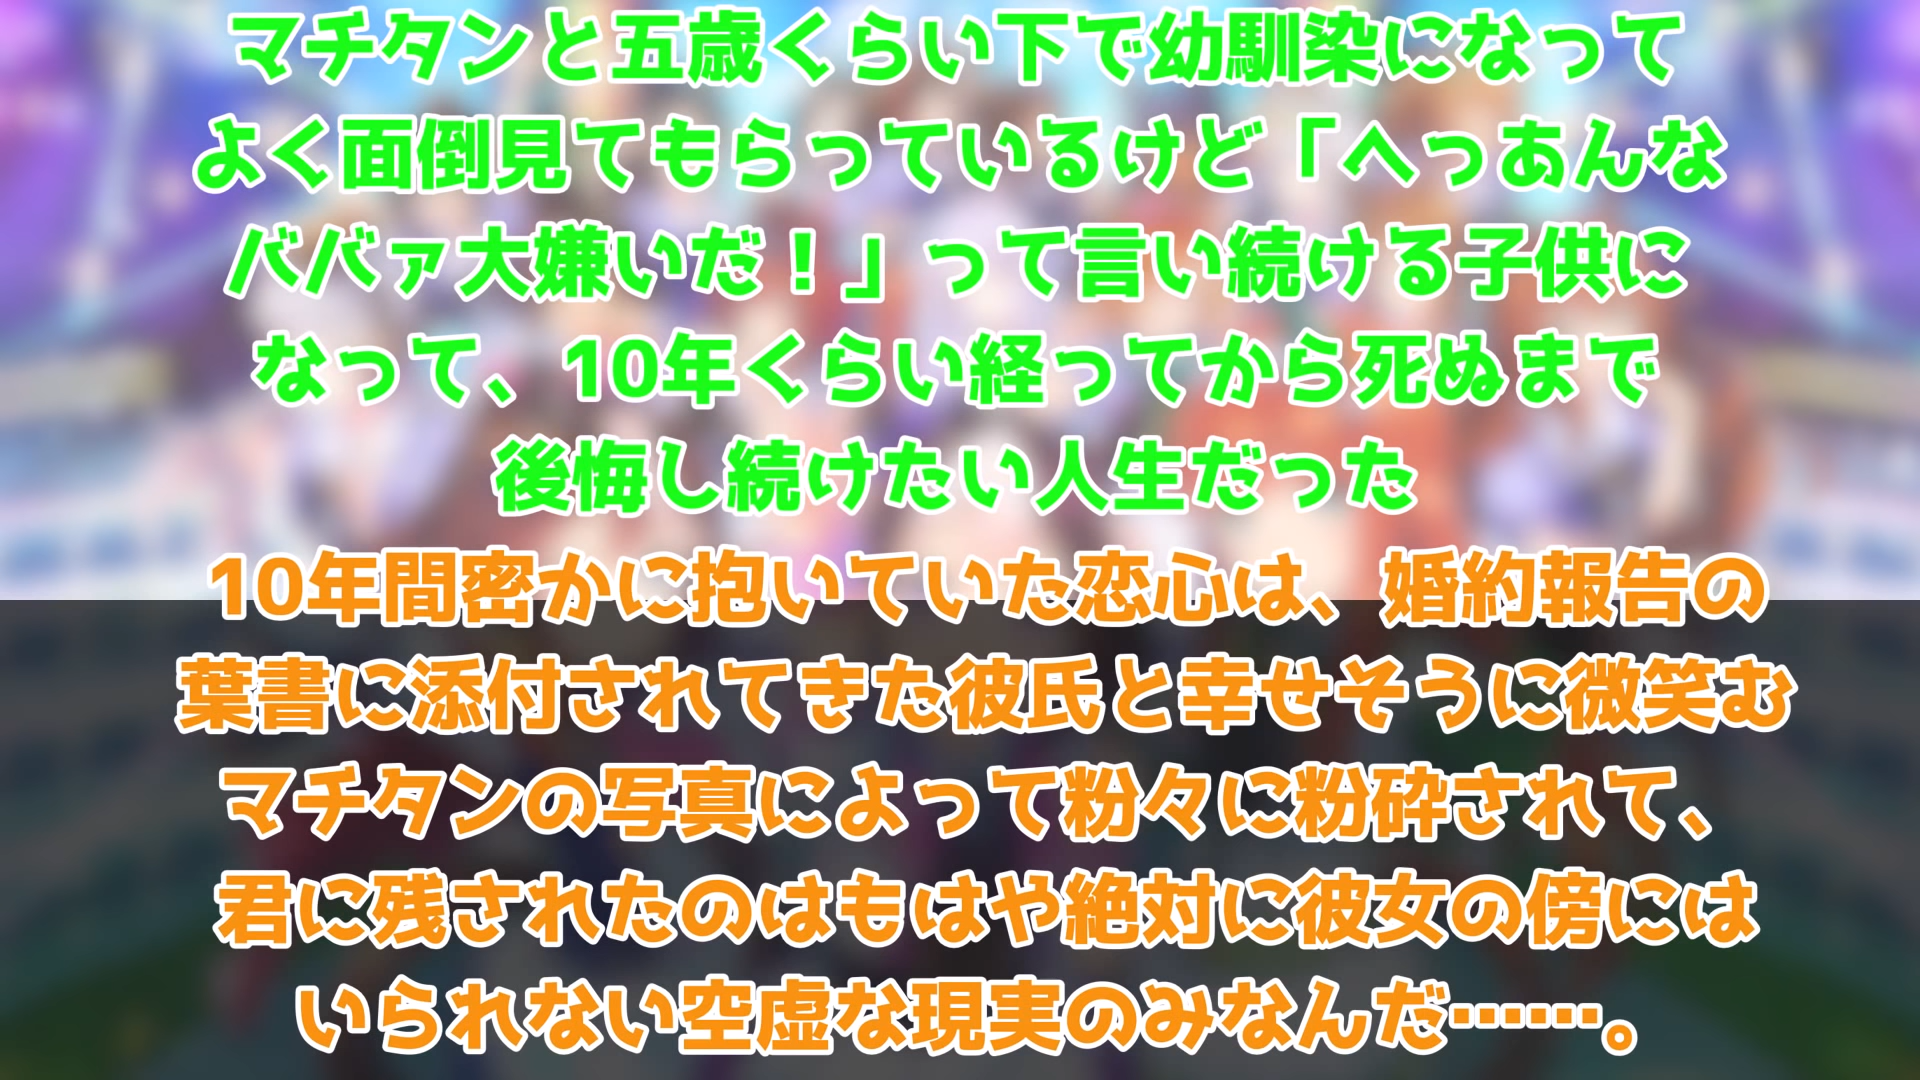 マチタンと五歳くらい下で幼馴染になって
よく面倒見てもらっているけど「へっあんな
ババァ大嫌いだ！」って言い続ける子供に
なって、10年くらい経ってから死ぬまで
後悔し続けたい人生だった
10年間密かに抱いていた恋心は、婚約報告の
葉書に添付されてきた彼氏と幸せそうに微笑む
マチタンの写真によって粉々に粉砕されて、
君に残されたのはもはや絶対に彼女の傍には
いられない空虚な現実のみなんだ……。